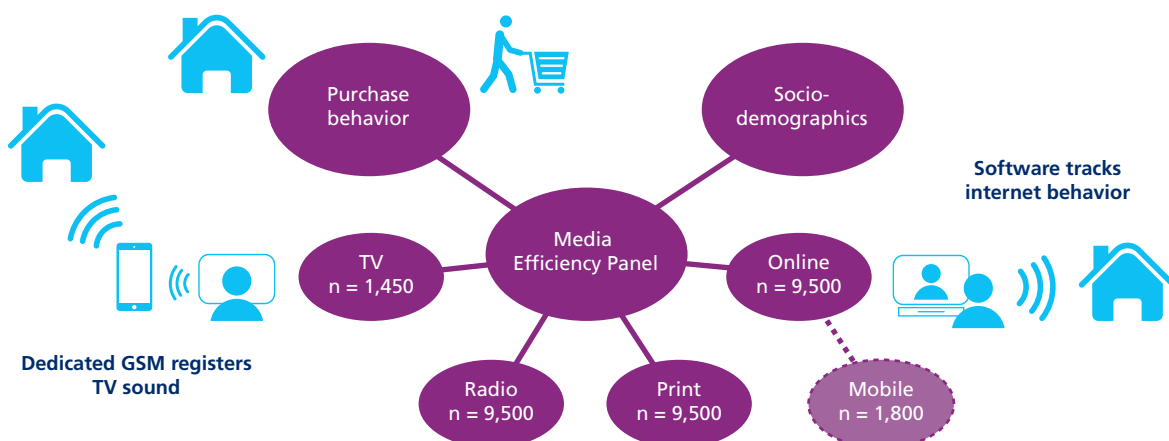 Purchase
behavior
Socio-
demographics
Software tracks
internet behavior
Media
Efficiency Panel
TV
n = 1,450
Online
n = 9,500
Dedicated GSM registers
TV sound
Radio
n = 9,500
Print
n = 9,500
Mobile
n = 1,800